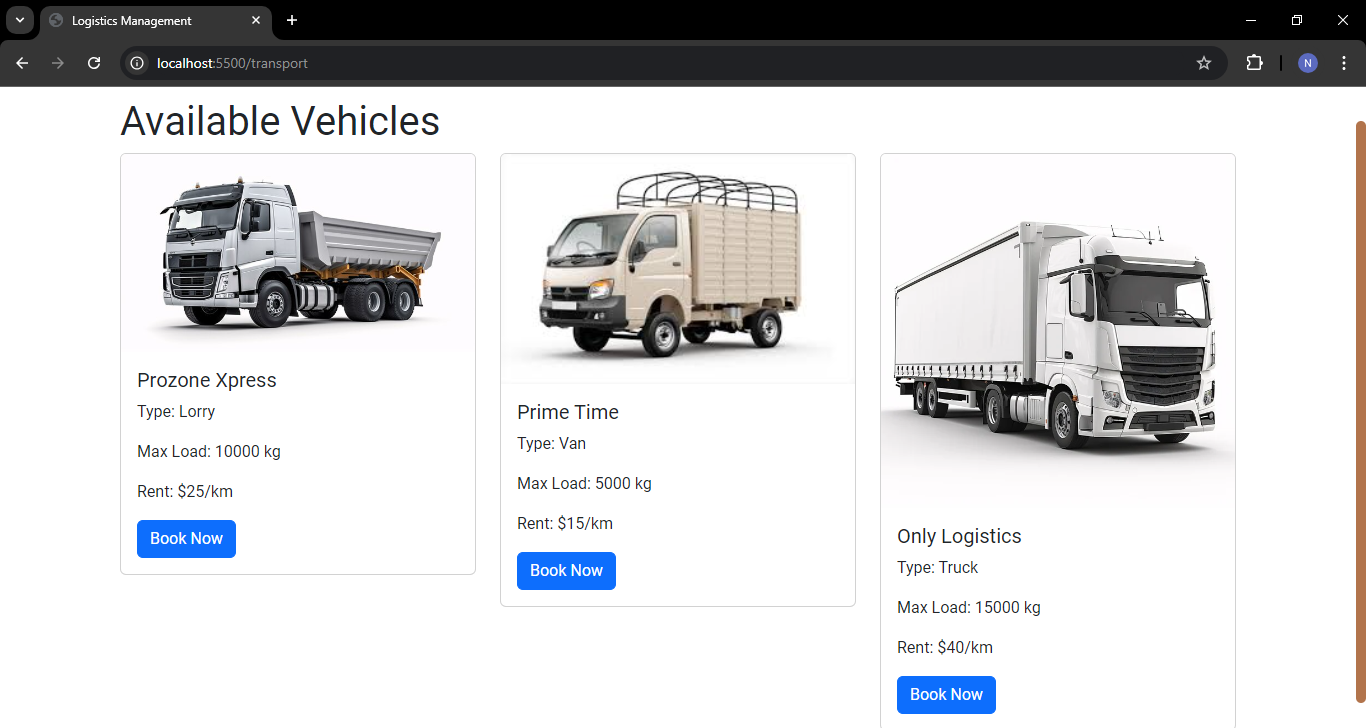 Logistics Management
localhost:5500/transport
N
Available Vehicles
Prozone Xpress
Type: Lorry
Max Load: 10000 kg
Rent: $25/km
Book Now
Prime Time
Type: Van
Max Load: 5000 kg
Rent: $15/km
Book Now
Only Logistics
Type: Truck
Max Load: 15000 kg
Rent: $40/km
Book Now